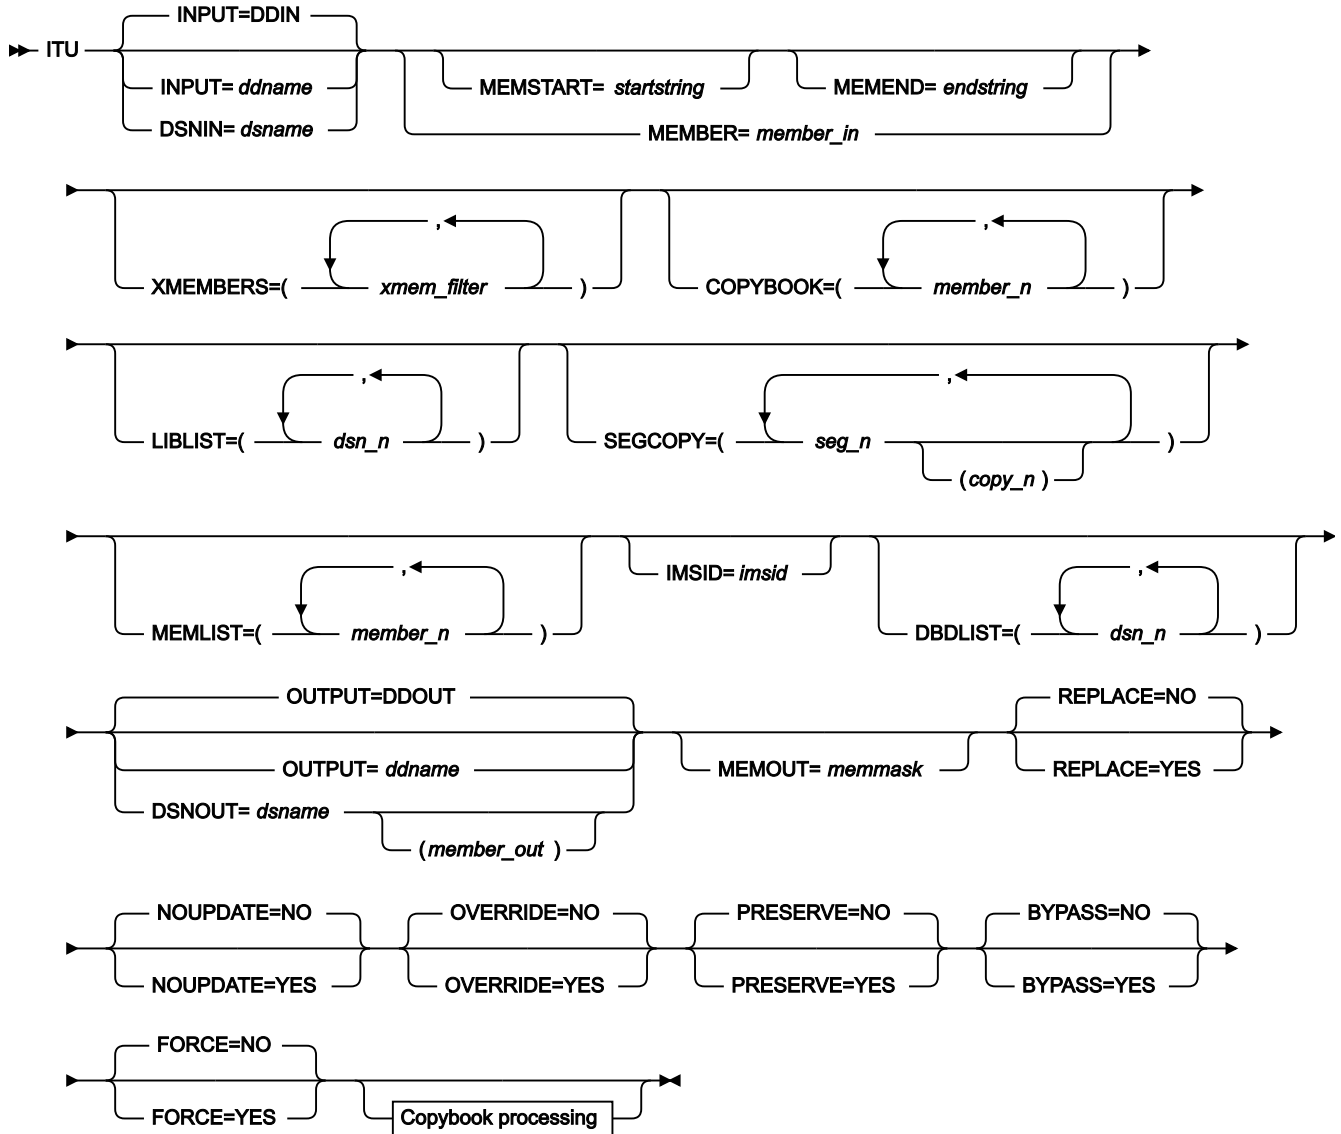 INPUT=DDIN
ITU
INPUT= ddname
MEMSTART= startstring MEMEND= endstring
DSNIN= dsname
MEMBER= member_in
, ,
XMEMBERS=( xmem_filter ) COPYBOOK=( member_n )
, ,
LIBLIST=( dsn_n ) SEGCOPY=( seg_n )
(copy_n )
, IMSID= imsid ,
MEMLIST=( member_n ) DBDLIST=( dsn_n )
OUTPUT=DDOUT REPLACE=NO
OUTPUT= ddname MEMOUT= memmask REPLACE=YES
DSNOUT= dsname
(member_out )
NOUPDATE=NO OVERRIDE=NO PRESERVE=NO BYPASS=NO
NOUPDATE=YES OVERRIDE=YES PRESERVE=YES BYPASS=YES
FORCE=NO
FORCE=YES Copybook processing